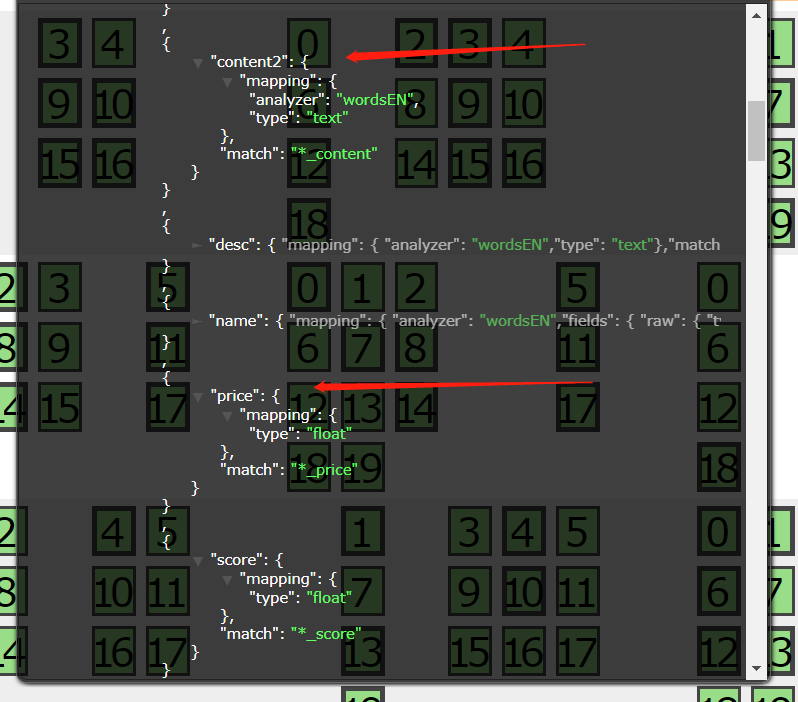 }
,
{
"content2": {
"mapping": {
"analyzer": "wordsEN",
"type": "text"
},
"match": "*_content"
}
}
,
{
"desc": { "mapping": { "analyzer": "wordsEN","type": "text"},"match
}
,
{
"name": { "mapping": { "analyzer": "wordsEN","fields": { "raw": { "t
}
,
{
"price": {
"mapping": {
"type": "float"
},
"match": "*_price"
}
}
,
{
"score": {
"mapping": {
"type": "float"
},
"match": "*_score"
}
}
3 4 0 2 3 4 1
9 10 6 8 9 10 7
15 16 12 14 15 16 3
18 9
2 3 5 0 1 2 5 0
8 9 11 6 7 8 11 6
4 15 17 12 13 14 17 12
18 19 18
2 4 5 1 3 4 5 0 1
8 10 11 7 9 10 11 6 7
4 16 17 13 15 16 17 12 3